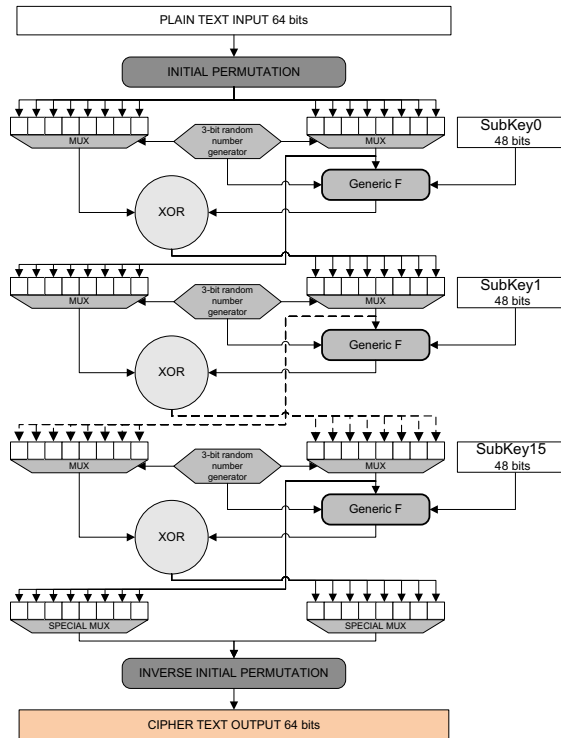 PLAIN TEXT INPUT 64 bits
INITIAL PERMUTATION
MUX
3-bit random
number
generator
MUX
SubKey0
48 bits
Generic F
XOR
MUX
3-bit random
number
generator
MUX
SubKey1
48 bits
Generic F
XOR
MUX
3-bit random
number
generator
MUX
SubKey15
48 bits
Generic F
XOR
SPECIAL MUX
SPECIAL MUX
INVERSE INITIAL PERMUTATION
CIPHER TEXT OUTPUT 64 bits